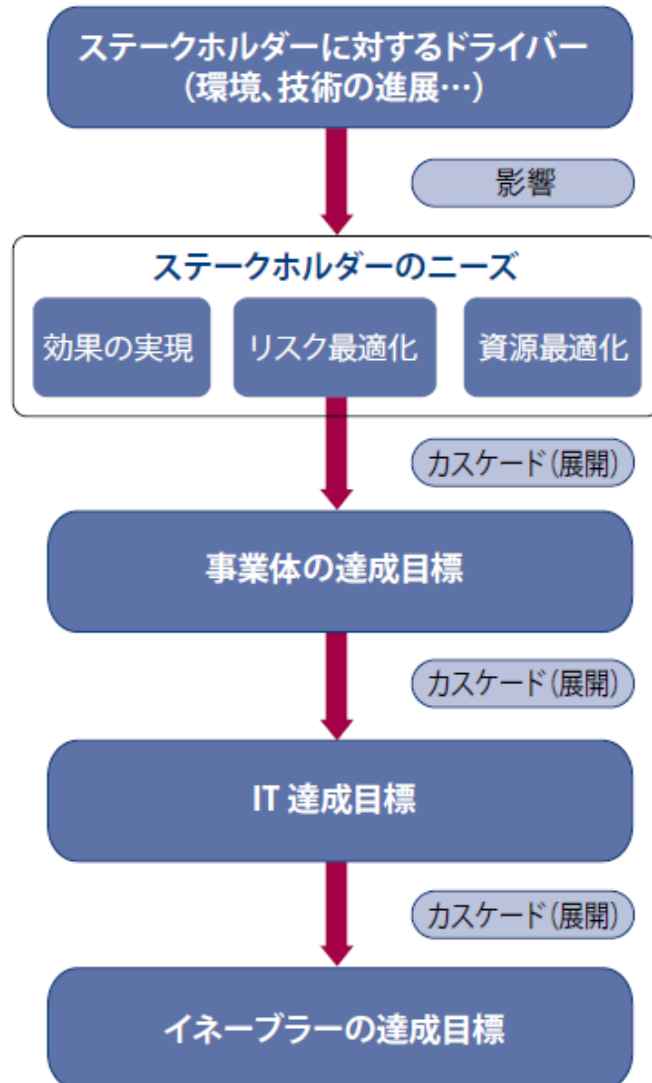 ステークホルダーに対するドライバー
（環境、技術の進展…）
影響
ステークホルダーのニーズ
効果の実現
リスク最適化
資源最適化
カスケード（展開）
事業体の達成目標
カスケード（展開）
IT 達成目標
カスケード（展開）
イネーブラーの達成目標